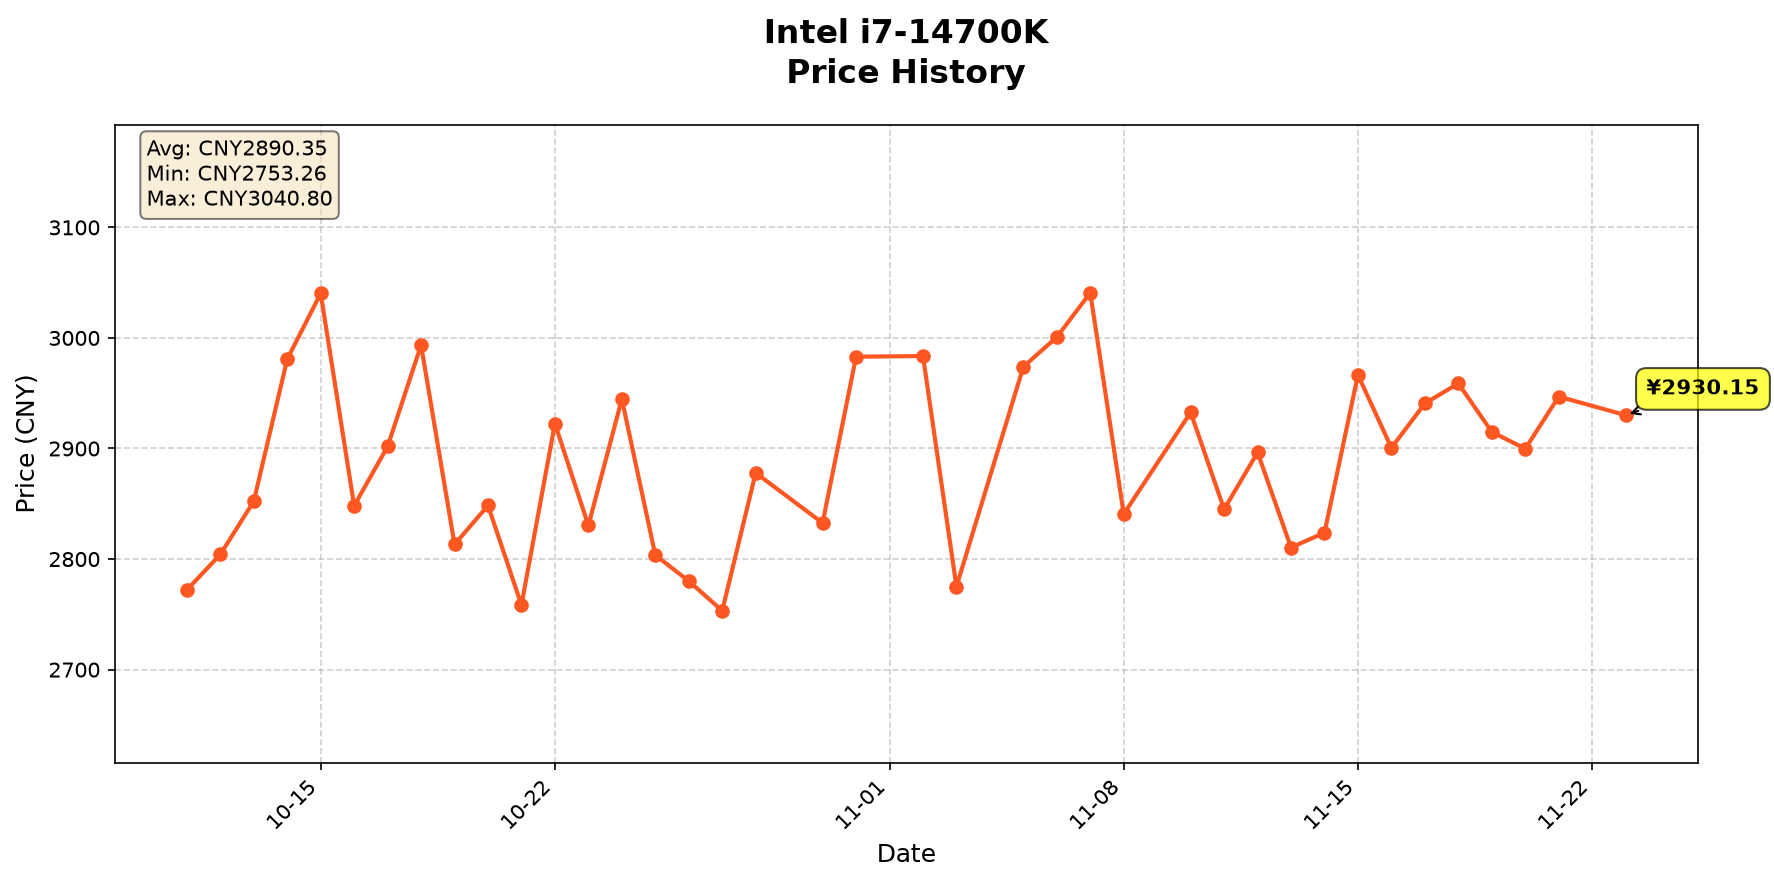 Intel i7-14700K
Price History
Avg: CNY2890.35
Min: CNY2753.26
Max: CNY3040.80
3100
3000
2900
2800
2700
Price (CNY)
¥2930.15
10-15
10-22
11-01
11-08
11-15
11-22
Date